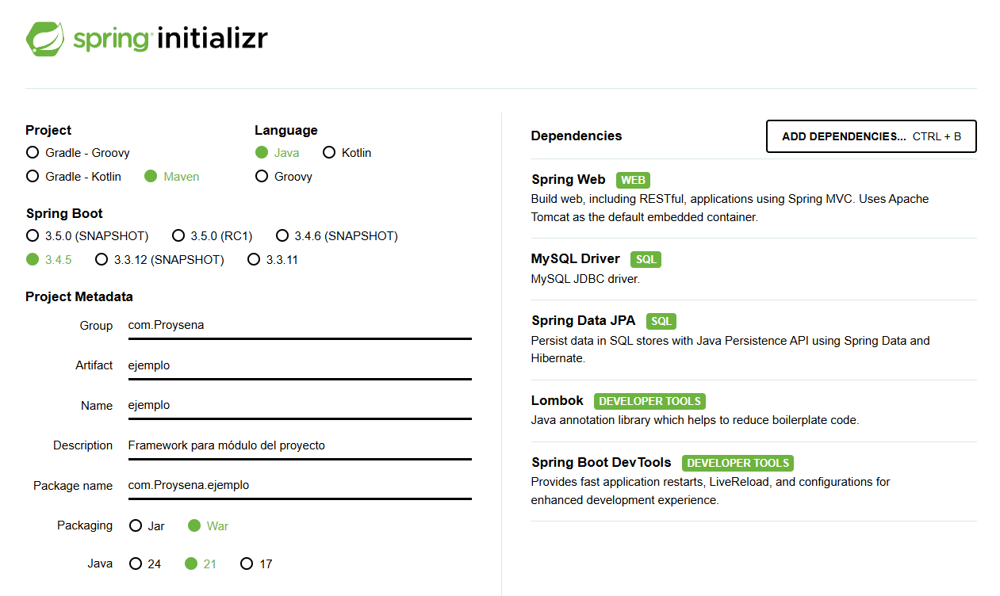 spring initializr
Project
Gradle - Groovy
Gradle - Kotlin Maven
Language
Java Kotlin
Groovy
Spring Boot
3.5.0 (SNAPSHOT) 3.5.0 (RC1) 3.4.6 (SNAPSHOT)
3.4.5 3.3.12 (SNAPSHOT) 3.3.11
Project Metadata
Group com.Proysena
Artifact ejemplo
Name ejemplo
Description Framework para módulo del proyecto
Package name com.Proysena.ejemplo
Packaging Jar War
Java 24 21 17
Dependencies ADD DEPENDENCIES... CTRL + B
Spring Web WEB
Build web, including RESTful, applications using Spring MVC. Uses Apache
Tomcat as the default embedded container.
MySQL Driver SQL
MySQL JDBC driver.
Spring Data JPA SQL
Persist data in SQL stores with Java Persistence API using Spring Data and
Hibernate.
Lombok DEVELOPER TOOLS
Java annotation library which helps to reduce boilerplate code.
Spring Boot DevTools DEVELOPER TOOLS
Provides fast application restarts, LiveReload, and configurations for
enhanced development experience.